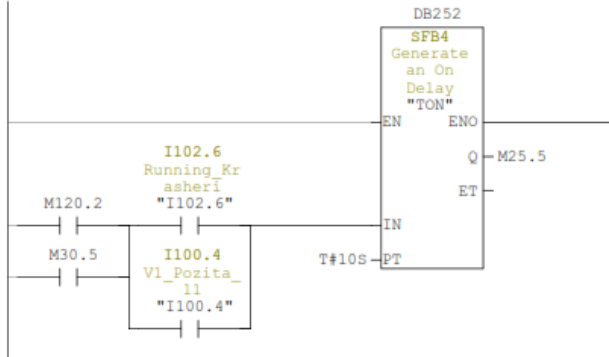 DB252
SFB4
Generate
an On
Delay
"TON"
EN ENO
I102.6
Running_Kr
asheri
"I102.6"
Q M25.5
ET
M120.2
IN
M30.5
I100.4
V1_Pozita_
11
"I100.4"
T#10S PT